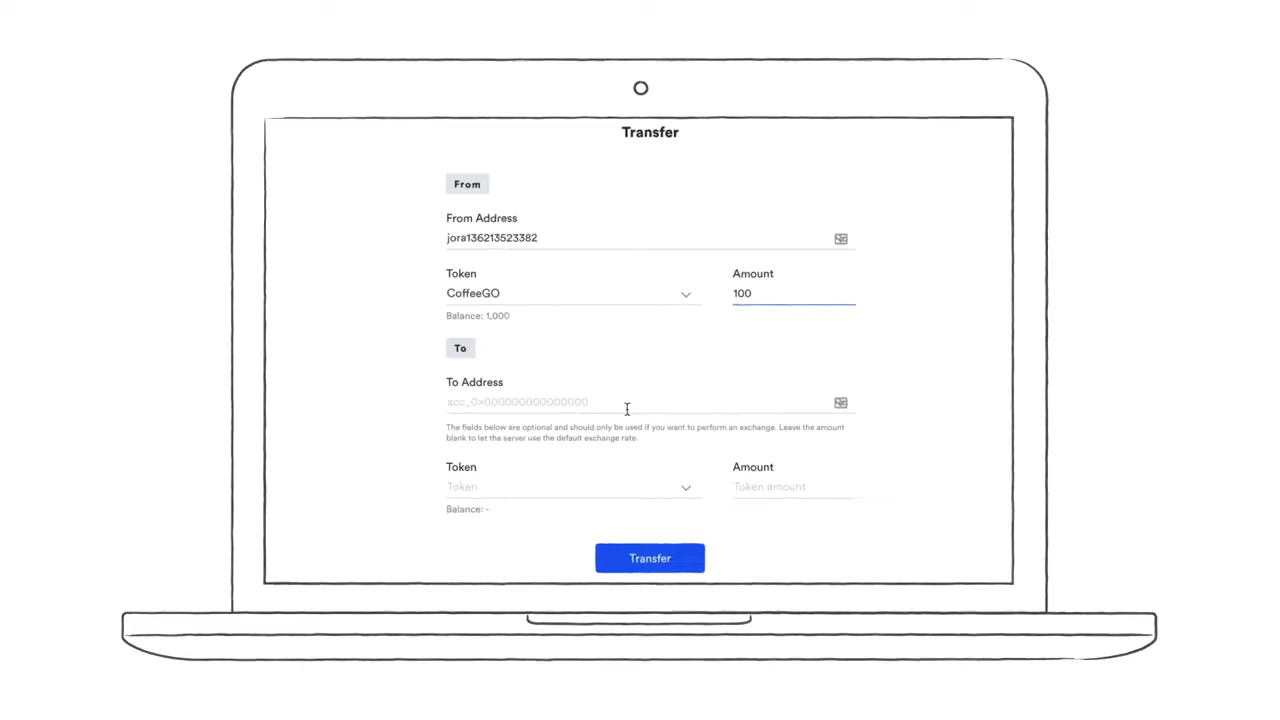 Transfer
From
From Address
jora136213523382
Token
Amount
CoffeeGO
100
Balance: 1,000
To
To Address
acc_0x000000000000000
The fields below are optional and should only be used if you want to perform an exchange. Leave the amount
blank to let the server use the default exchange rate.
Token
Amount
Token
Token amount
Balance: -
Transfer